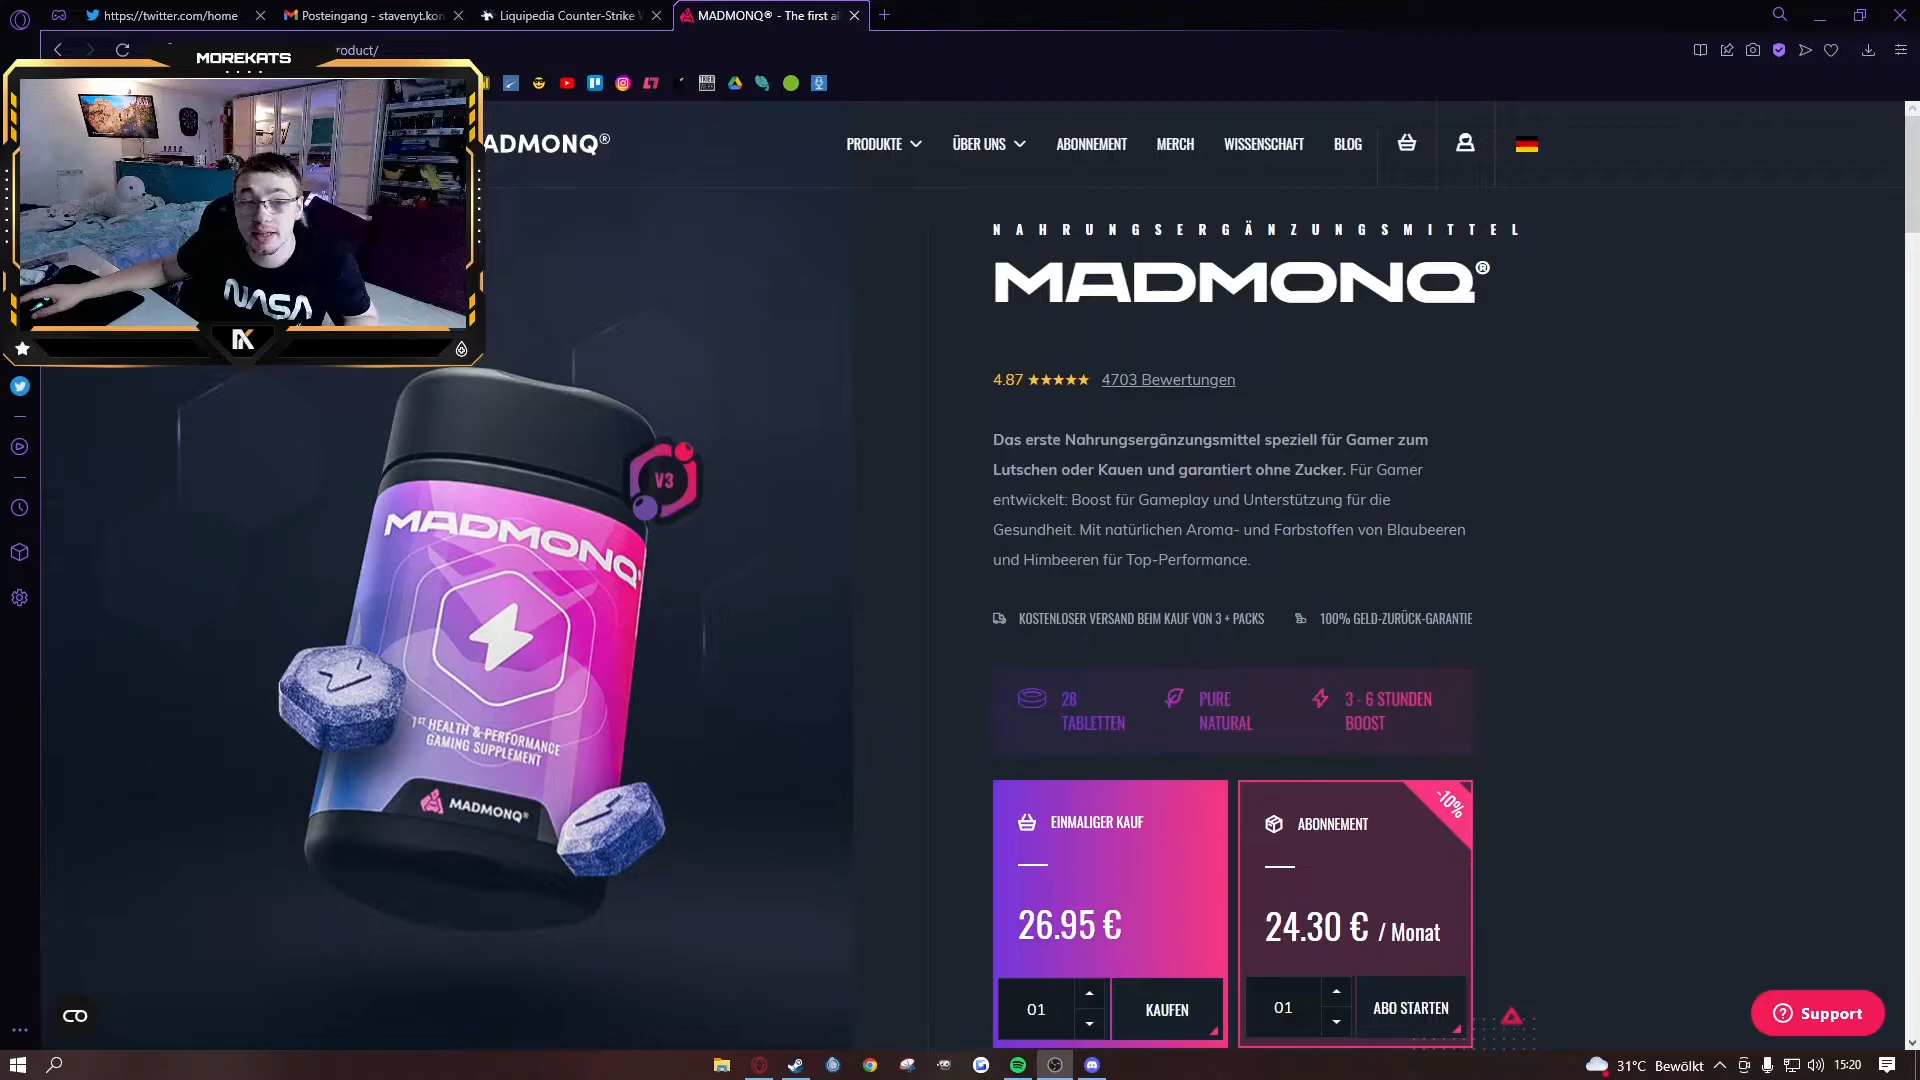 https://twitter.com/home
Posteingang - stavenyt.kon
Liquipedia Counter-Strike
MADMONQ® - The first al
roduct/
MOREKATS
NASA
ADMONQ®
PRODUKTE
ÜBER UNS
ABONNEMENT
MERCH
WISSENSCHAFT
BLOG
NAHRUNGSERGÄNZUNGSMITTEL
MADMONQ®
4.87 ★★★★★ 4703 Bewertungen
Das erste Nahrungsergänzungsmittel speziell für Gamer zum
Lutschen oder Kauen und garantiert ohne Zucker. Für Gamer
entwickelt: Boost für Gameplay und Unterstützung für die
Gesundheit. Mit natürlichen Aroma- und Farbstoffen von Blaubeeren
und Himbeeren für Top-Performance.
KOSTENLOSER VERSAND BEIM KAUF VON 3 + PACKS
100% GELD-ZURÜCK-GARANTIE
28
TABLETTEN
PURE
NATURAL
3 - 6 STUNDEN
BOOST
V3
MADMONQ®
1ST HEALTH & PERFORMANCE
GAMING SUPPLEMENT
MADMONQ®
EINMALIGER KAUF
26.95 €
01
KAUFEN
-10%
ABONNEMENT
24.30 € / Monat
01
ABO STARTEN
Support
31°C Bewölkt
15:20